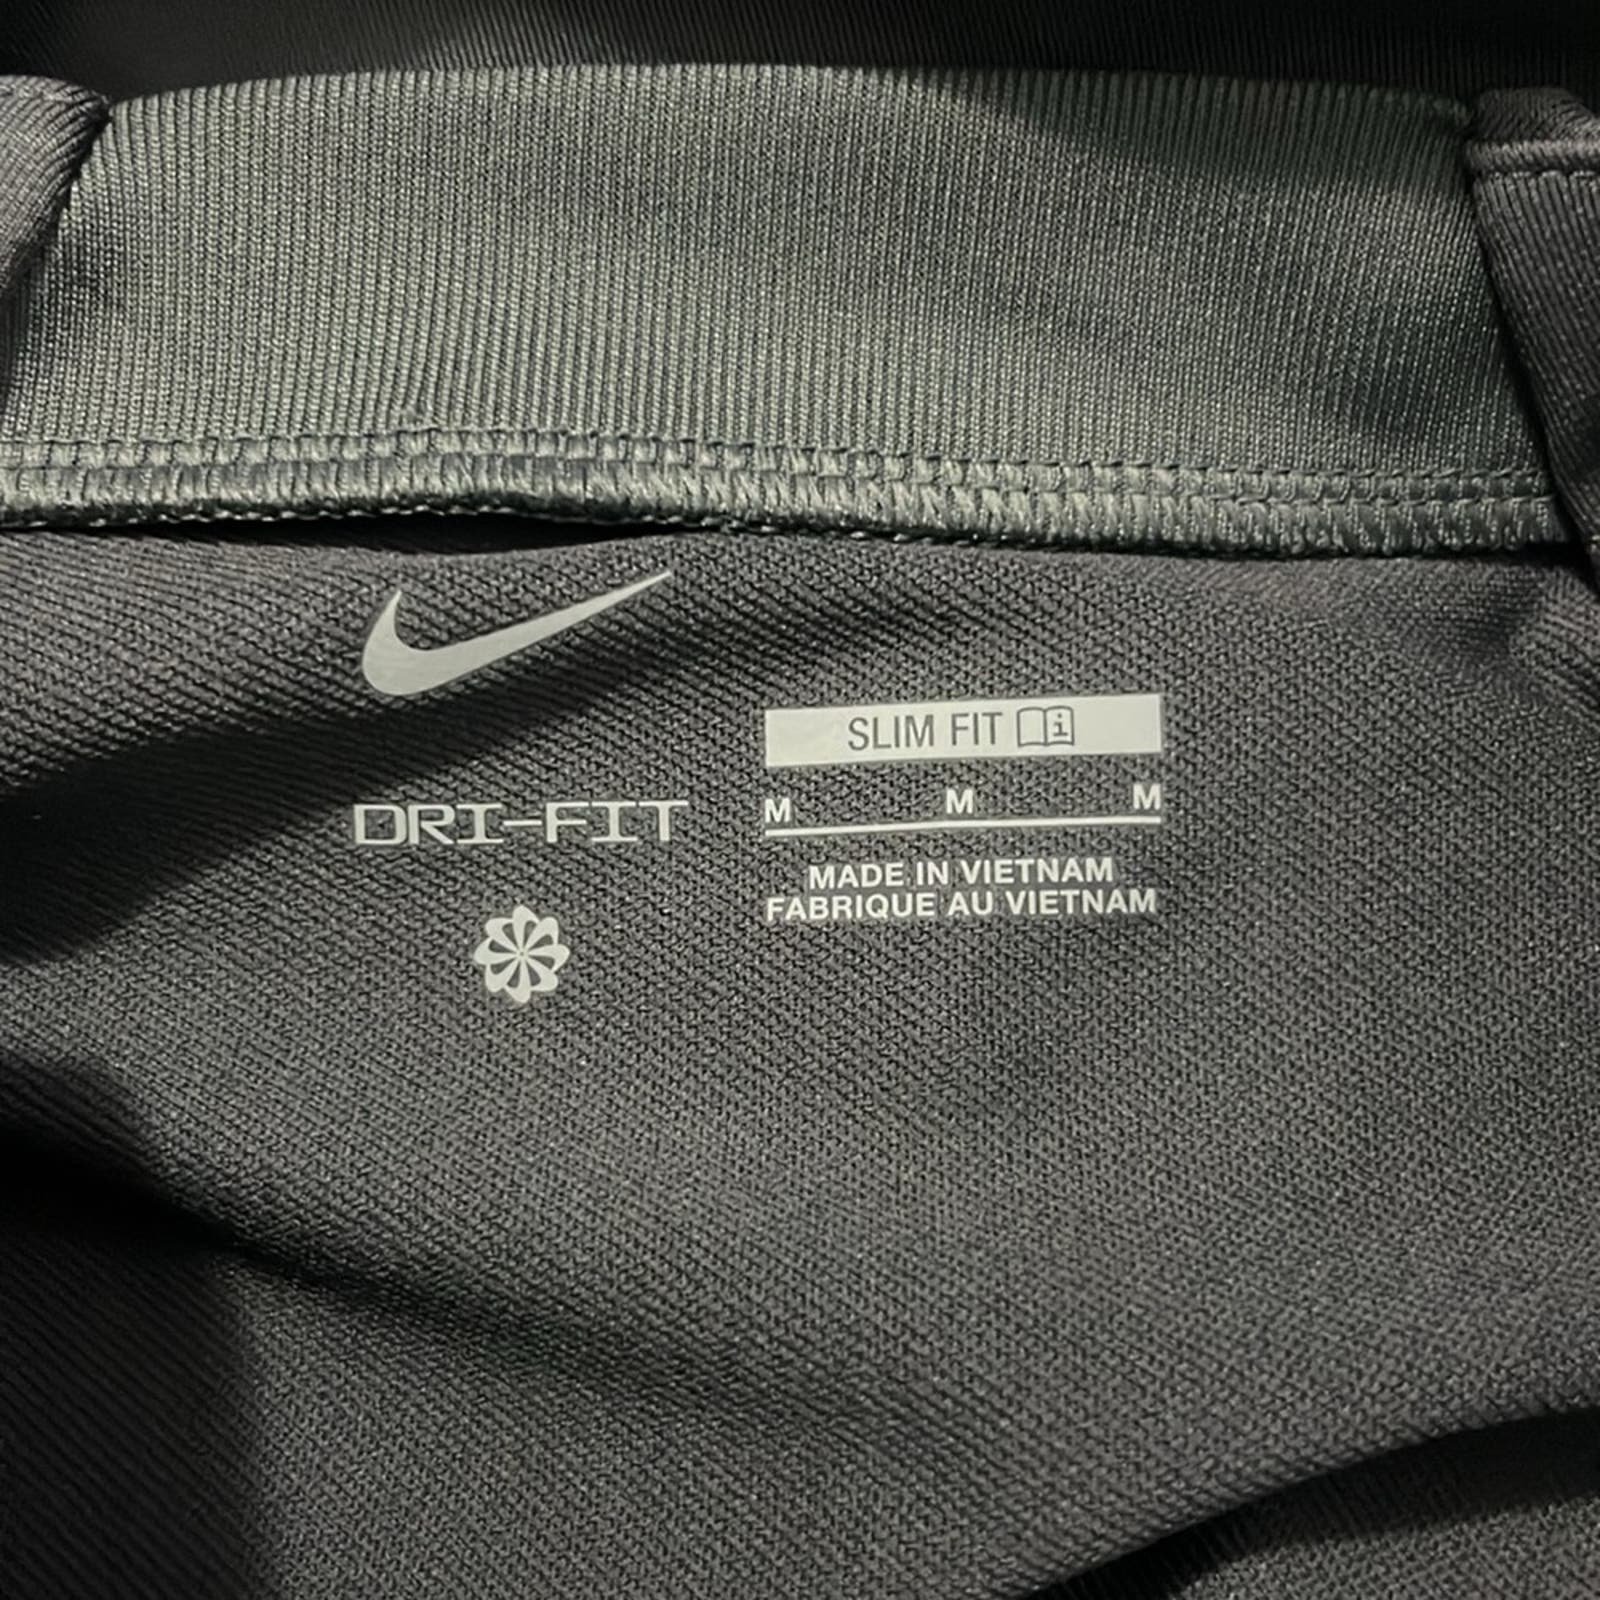 DRI-FIT
SLIM FIT
M M M
MADE IN VIETNAM
FABRIQUE AU VIETNAM